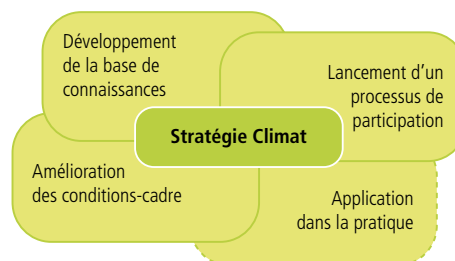 Développement
de la base de
connaissances
Lancement d'un
processus de
participation
Stratégie Climat
Amélioration
des conditions-cadre
Application
dans la pratique